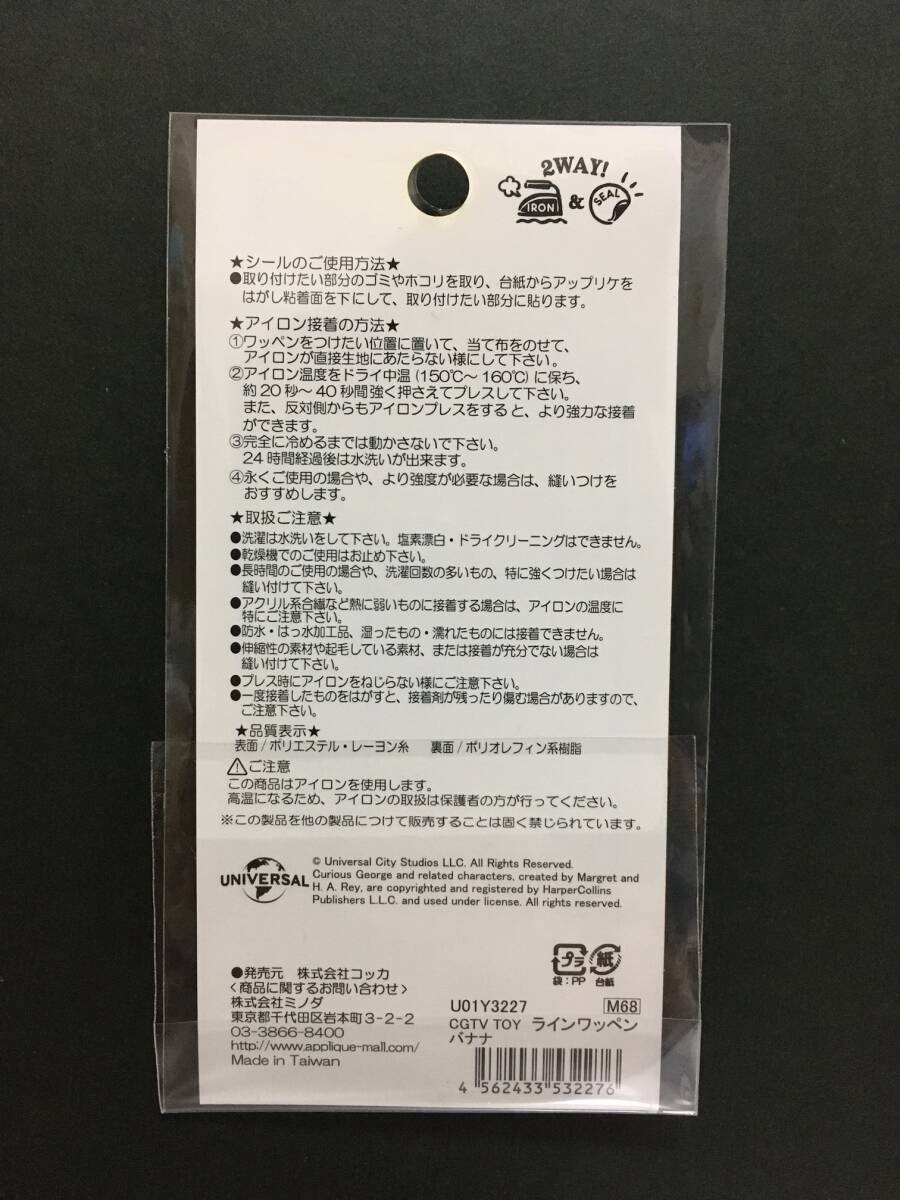 2WAY!
IRON & SEAL
★シールのご使用方法★
●取り付けたい部分のゴミやホコリを取り、台紙からアップリケを
はがし粘着面を下にして、取り付けたい部分に貼ります。
★アイロン接着の方法★
①ワッペンをつけたい位置に置いて、当て布をのせて、
アイロンが直接生地にあたらない様にして下さい。
②アイロン温度をドライ中温(150℃～160℃)に保ち、
約20秒～40秒間強く押さえてプレスして下さい。
また、反対側からもアイロンプレスをすると、より強力な接着
ができます。
③完全に冷めるまでは動かさないで下さい。
24時間経過後は水洗いが出来ます。
④永くご使用の場合や、より強度が必要な場合は、縫いつけを
おすすめします。
★取扱ご注意★
●洗濯は水洗いをして下さい。塩素漂白・ドライクリーニングはできません。
●乾燥機でのご使用はお止め下さい。
●長時間のご使用の場合や、洗濯回数の多いもの、特に強くつけたい場合は
縫い付けて下さい。
●アクリル系合繊など熱に弱いものに接着する場合は、アイロンの温度に
特にご注意下さい。
●防水・はっ水加工品、湿ったもの・濡れたものには接着できません。
●伸縮性の素材や起毛している素材、または接着が充分でない場合は
縫い付けて下さい。
●プレス時にアイロンをねじらない様にご注意下さい。
●一度接着したものをはがすと、接着剤が残ったり傷む場合がありますので、
ご注意下さい。
★品質表示★
表面/ポリエステル・レーヨン糸 裏面/ポリオレフィン系樹脂
⚠ご注意
この商品はアイロンを使用します。
高温になるため、アイロンの取扱は保護者の方が行ってください。
※この製品を他の製品につけて販売することは固く禁じられています。
UNIVERSAL
© Universal City Studios LLC. All Rights Reserved.
Curious George and related characters, created by Margret and
H. A. Rey, are copyrighted and registered by HarperCollins
Publishers L.L.C. and used under license. All rights reserved.
プラ 紙
袋:PP 台紙
●発売元 株式会社コッカ
<商品に関するお問い合わせ>
株式会社ミノダ
東京都千代田区岩本町3-2-2
03-3866-8400
http://www.applique-mall.com/
Made in Taiwan
U01Y3227 M68
CGTV TOY ラインワッペン
バナナ
4 562433 532276